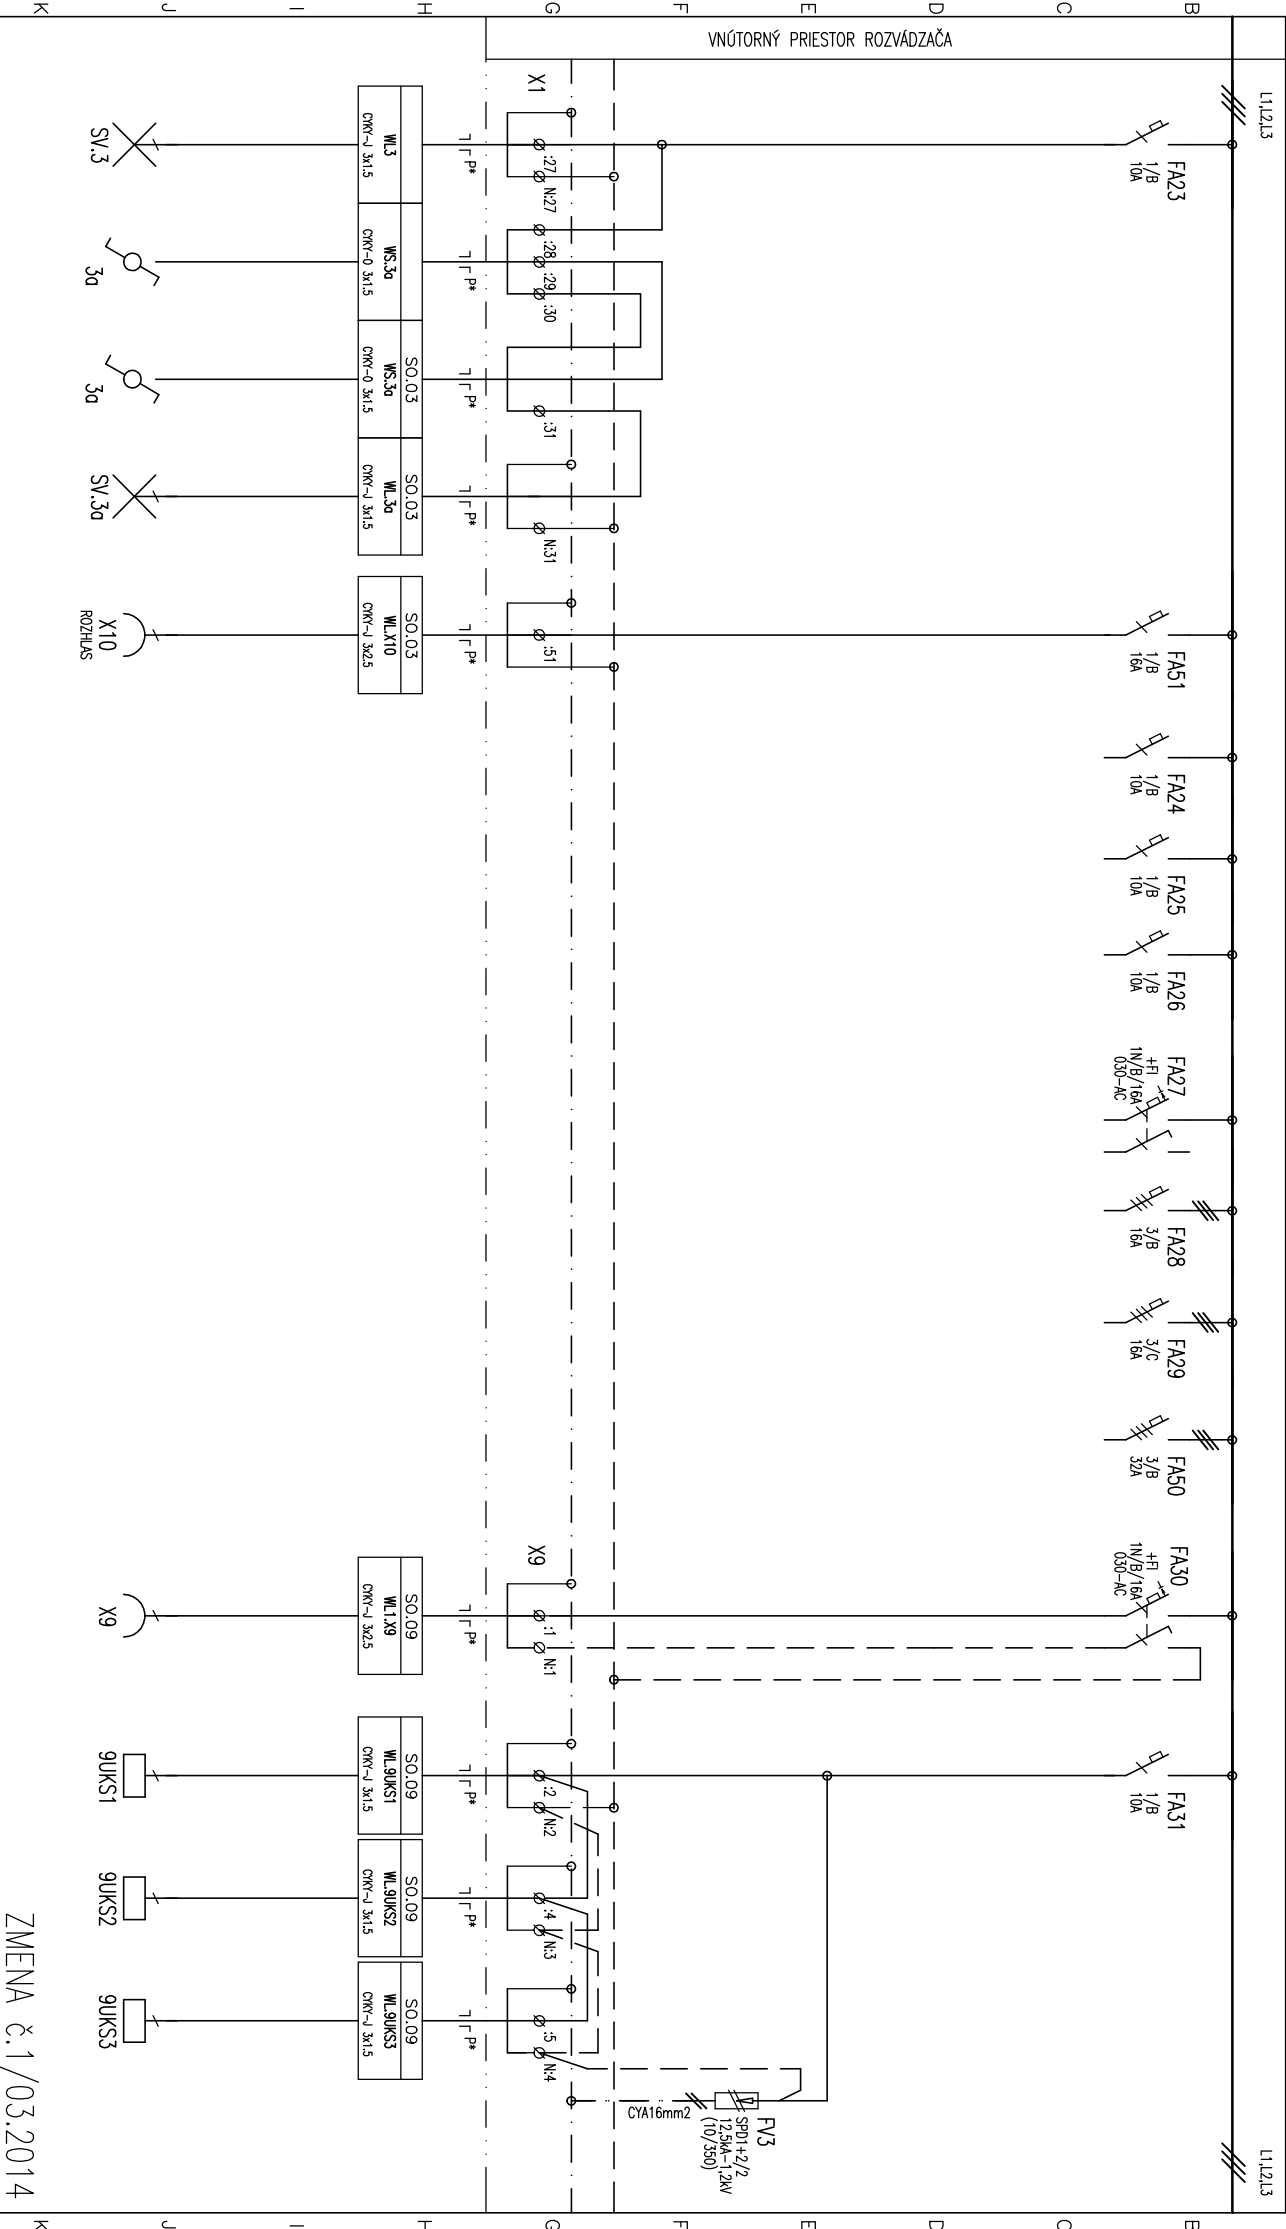 VNÚTORNÝ PRIESTOR ROZVÁDZAČA
B
C
D
E
F
G
H
I
J
K
L1,L2,L3
L1,L2,L3
FA23
1/B
10A
FA51
1/B
16A
FA24
1/B
10A
FA25
1/B
10A
FA26
1/B
10A
FA27
+FI
1N/B/16A
030-AC
FA28
3/B
16A
FA29
3/C
16A
FA50
3/B
32A
FA30
+FI
1N/B/16A
030-AC
FA31
1/B
10A
FV3
SPD1+2/2
12,5kA-1,2kV
(10/350)
CYA16mm2
X1
:27
N:27
:28
:29
:30
:31
N:31
:51
X9
:1
N:1
:2
N:2
:4
N:3
:5
N:4
P*
P*
P*
P*
P*
P*
P*
P*
P*
WL3
CYKY-J 3x1.5
WS.3a
CYKY-O 3x1.5
SO.03
WS.3a
CYKY-O 3x1.5
SO.03
WL.3a
CYKY-J 3x1.5
SO.03
WL.X10
CYKY-J 3x2.5
SO.09
WL1.X9
CYKY-J 3x2.5
SO.09
WL.9UKS1
CYKY-J 3x1.5
SO.09
WL.9UKS2
CYKY-J 3x1.5
SO.09
WL.9UKS3
CYKY-J 3x1.5
SV.3
3a
3a
SV.3a
X10
ROZHLAS
X9
9UKS1
9UKS2
9UKS3
ZMENA č.1/03.2014
B
C
D
E
F
G
H
I
J
K